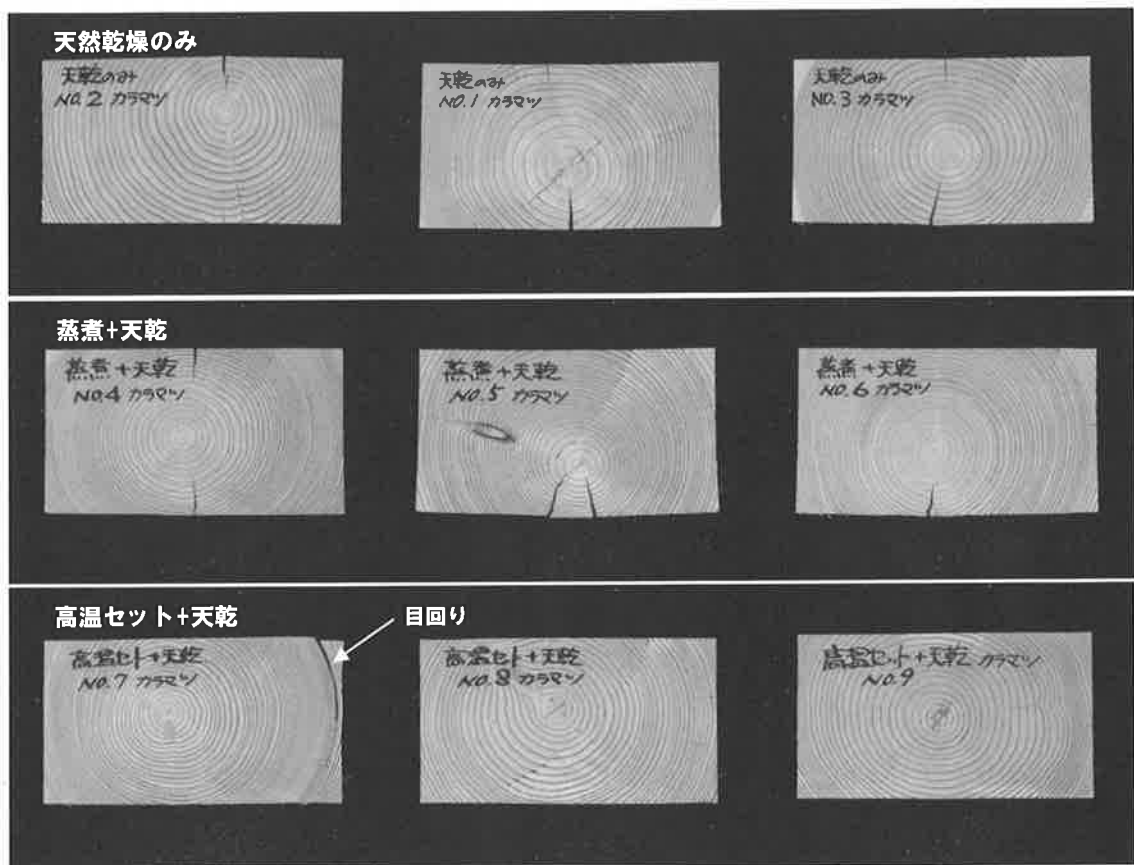 天然乾燥のみ
天乾のみ
NO.2 カラマツ
天乾のみ
NO.1 カラマツ
天乾のみ
NO.3 カラマツ
蒸煮+天乾
蒸煮+天乾
NO.4 カラマツ
蒸煮+天乾
NO.5 カラマツ
蒸煮+天乾
NO.6 カラマツ
高温セット+天乾
目回り
高温セット+天乾
NO.7 カラマツ
高温セット+天乾
NO.8 カラマツ
高温セット+天乾 カラマツ
NO.9